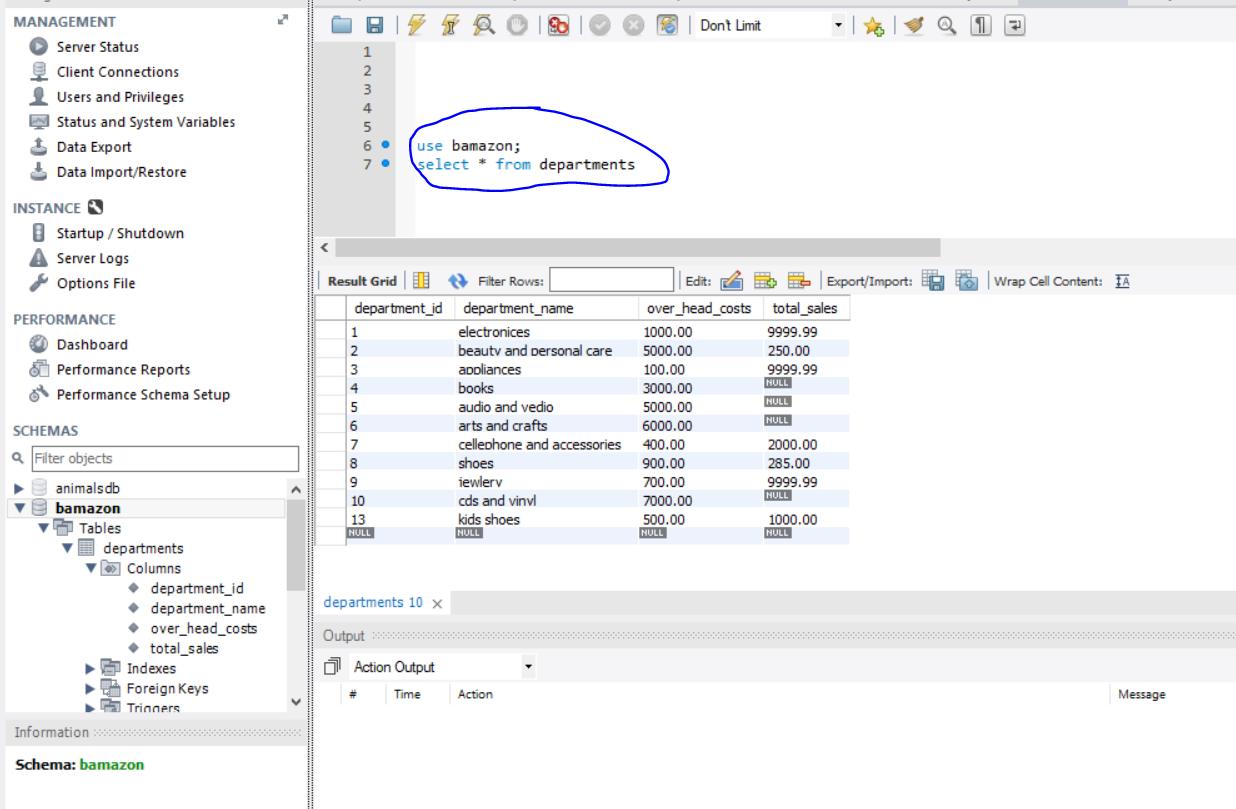 MANAGEMENT
Server Status
Client Connections
Users and Privileges
Status and System Variables
Data Export
Data Import/Restore
INSTANCE
Startup / Shutdown
Server Logs
Options File
PERFORMANCE
Dashboard
Performance Reports
Performance Schema Setup
SCHEMAS
Filter objects
animalsdb
bamazon
Tables
departments
Columns
department_id
department_name
over_head_costs
total_sales
Indexes
Foreign Keys
Triggers
Information
Schema: bamazon
Don't Limit
1
2
3
4
5
6 use bamazon;
7 select * from departments
Result Grid Filter Rows: Edit: Export/Import: Wrap Cell Content:
department_id department_name over_head_costs total_sales
1 electronices 1000.00 9999.99
2 beauty and personal care 5000.00 250.00
3 appliances 100.00 9999.99
4 books 3000.00 NULL
5 audio and vedio 5000.00 NULL
6 arts and crafts 6000.00 NULL
7 cellephone and accessories 400.00 2000.00
8 shoes 900.00 285.00
9 jewlery 700.00 9999.99
10 cds and vinyl 7000.00 NULL
13 kids shoes 500.00 1000.00
NULL NULL NULL NULL
departments 10
Output
Action Output
# Time Action Message